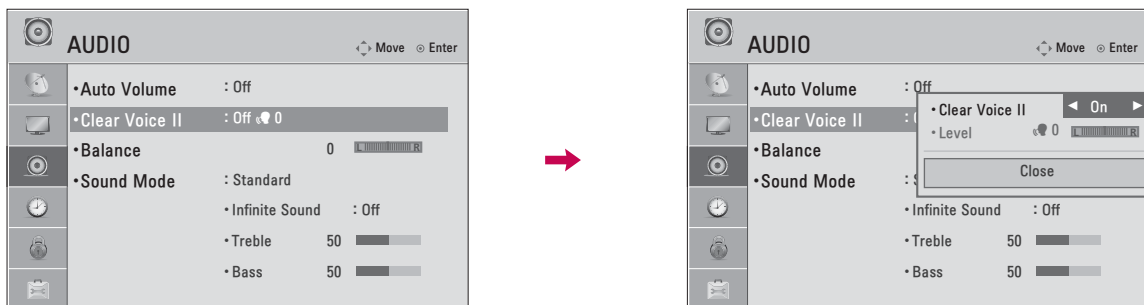 AUDIO
Move
Enter
•Auto Volume : Off
•Clear Voice II : Off 0
•Balance 0 L R
•Sound Mode : Standard
•Infinite Sound : Off
•Treble 50
•Bass 50
AUDIO
Move
Enter
•Auto Volume : Off
•Clear Voice II :
•Balance
•Sound Mode :
•Clear Voice II ◀ On ▶
•Level 0 L R
Close
•Infinite Sound : Off
•Treble 50
•Bass 50